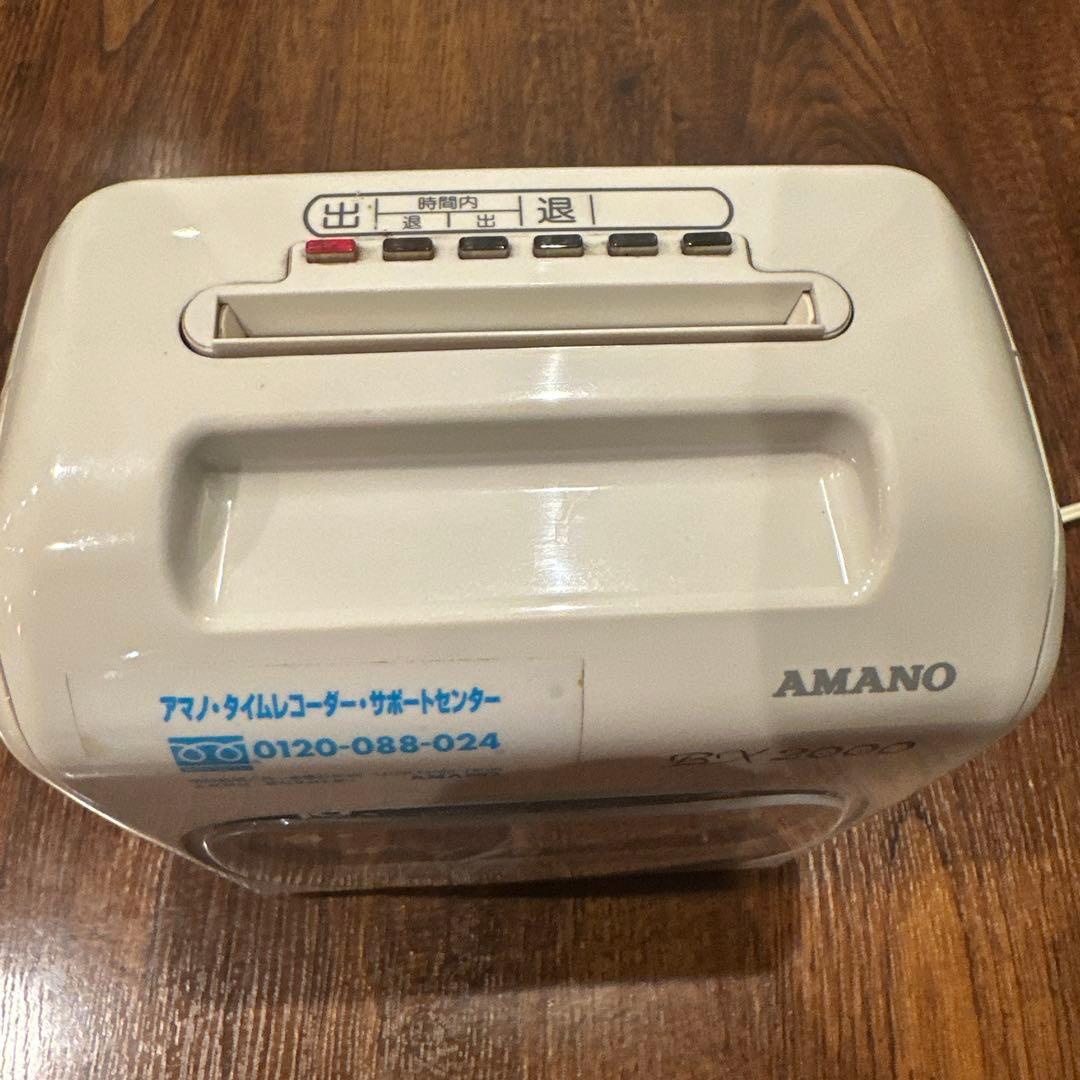 出 時間内 退
退 出
AMANO
アマノ・タイムレコーダー・サポートセンター
0120-088-024
BX2000
AMANO